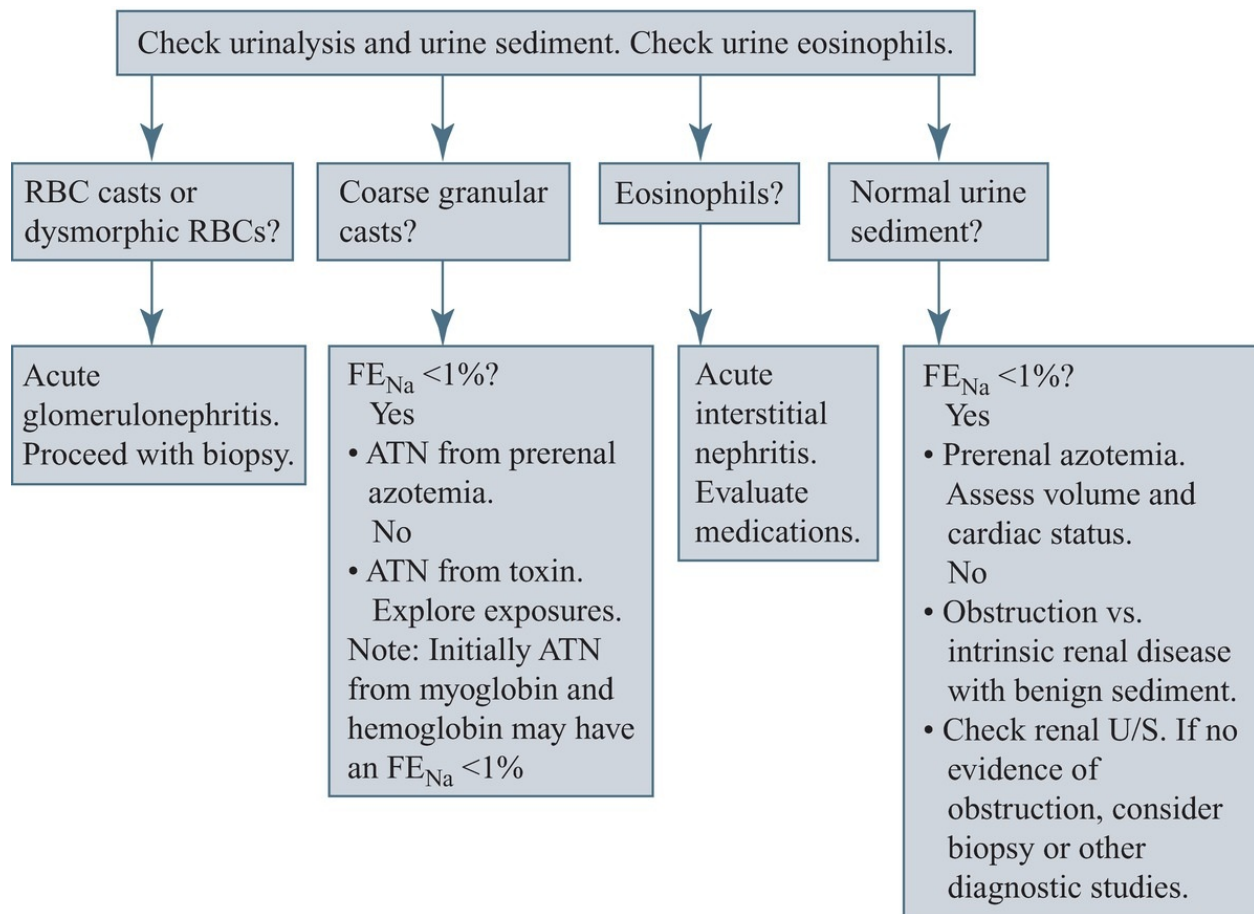 Check urinalysis and urine sediment. Check urine eosinophils.
RBC casts or
dysmorphic RBCs?
Coarse granular
casts?
Eosinophils?
Normal urine
sediment?
Acute
glomerulonephritis.
Proceed with biopsy.
FENa <1%?
Yes
• ATN from prerenal
azotemia.
No
• ATN from toxin.
Explore exposures.
Note: Initially ATN
from myoglobin and
hemoglobin may have
an FENa <1%
Acute
interstitial
nephritis.
Evaluate
medications.
FENa <1%?
Yes
• Prerenal azotemia.
Assess volume and
cardiac status.
No
• Obstruction vs.
intrinsic renal disease
with benign sediment.
• Check renal U/S. If no
evidence of
obstruction, consider
biopsy or other
diagnostic studies.